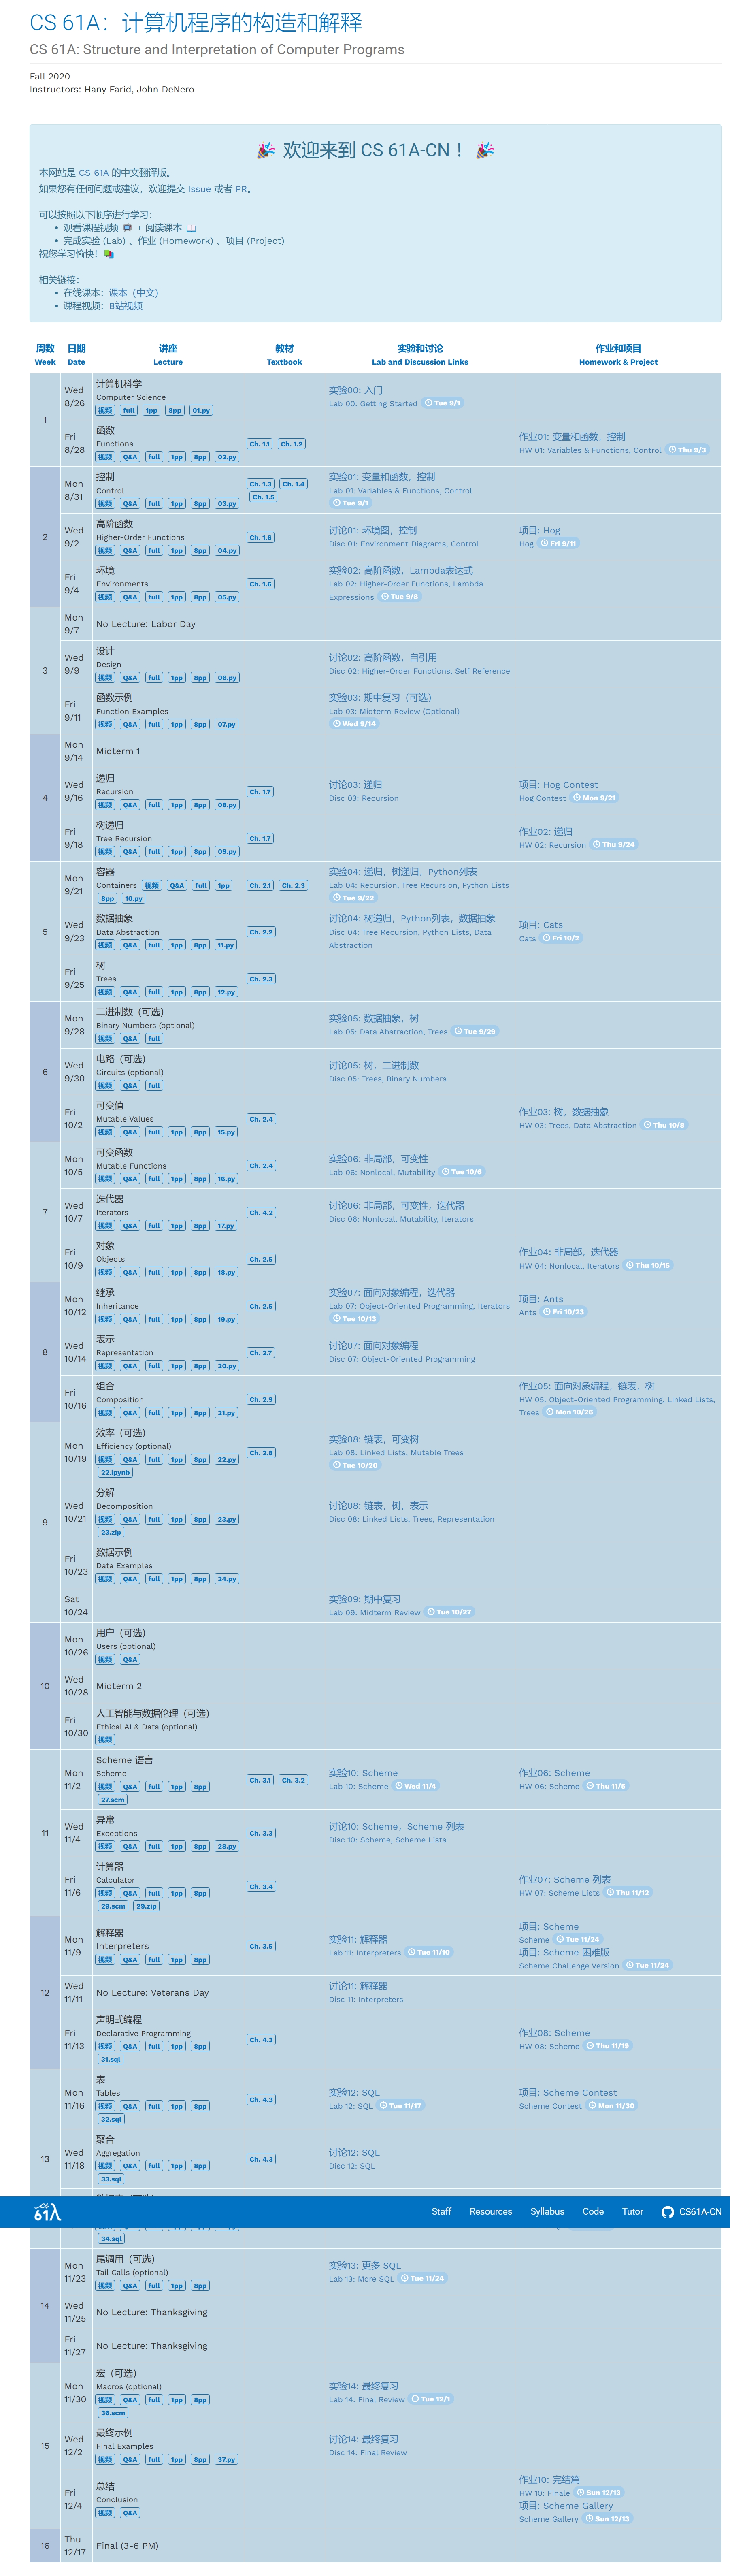 CS 61A：计算机程序的构造和解释
CS 61A: Structure and Interpretation of Computer Programs
Fall 2020
Instructors: Hany Farid, John DeNero
🎉 欢迎来到 CS 61A-CN！ 🎉
本网站是 CS 61A 的中文翻译版。
如果您有任何问题或建议，欢迎提交 Issue 或者 PR。
可以按照以下顺序进行学习：
• 观看课程视频 + 阅读课本 📖
• 完成实验 (Lab) 、作业 (Homework) 、项目 (Project)
祝您学习愉快！📚
相关链接：
• 在线课本：课本（中文）
• 课程视频：B站视频
周数 日期 讲座 教材 实验和讨论 作业和项目
Week Date Lecture Textbook Lab and Discussion Links Homework & Project
1
Wed 8/26
计算机科学
Computer Science
视频 full 1pp 8pp 01.py
实验00: 入门
Lab 00: Getting Started Tue 9/1
Fri 8/28
函数
Functions
视频 Q&A full 1pp 8pp 02.py
Ch. 1.1 Ch. 1.2
作业01: 变量和函数，控制
HW 01: Variables & Functions, Control Thu 9/3
2
Mon 8/31
控制
Control
视频 Q&A full 1pp 8pp 03.py
Ch. 1.3 Ch. 1.4
Ch. 1.5
实验01: 变量和函数，控制
Lab 01: Variables & Functions, Control
Tue 9/1
Wed 9/2
高阶函数
Higher-Order Functions
视频 Q&A full 1pp 8pp 04.py
Ch. 1.6
讨论01: 环境图，控制
Disc 01: Environment Diagrams, Control
项目: Hog
Hog Fri 9/11
Fri 9/4
环境
Environments
视频 Q&A full 1pp 8pp 05.py
Ch. 1.6
实验02: 高阶函数，Lambda表达式
Lab 02: Higher-Order Functions, Lambda
Expressions Tue 9/8
3
Mon 9/7
No Lecture: Labor Day
Wed 9/9
设计
Design
视频 Q&A full 1pp 8pp 06.py
讨论02: 高阶函数，自引用
Disc 02: Higher-Order Functions, Self Reference
Fri 9/11
函数示例
Function Examples
视频 Q&A full 1pp 8pp 07.py
实验03: 期中复习（可选）
Lab 03: Midterm Review (Optional)
Wed 9/14
4
Mon 9/14
Midterm 1
Wed 9/16
递归
Recursion
视频 Q&A full 1pp 8pp 08.py
Ch. 1.7
讨论03: 递归
Disc 03: Recursion
项目: Hog Contest
Hog Contest Mon 9/21
Fri 9/18
树递归
Tree Recursion
视频 Q&A full 1pp 8pp 09.py
Ch. 1.7
作业02: 递归
HW 02: Recursion Thu 9/24
5
Mon 9/21
容器
Containers 视频 Q&A full 1pp
8pp 10.py
Ch. 2.1 Ch. 2.3
实验04: 递归，树递归，Python列表
Lab 04: Recursion, Tree Recursion, Python Lists
Tue 9/22
Wed 9/23
数据抽象
Data Abstraction
视频 Q&A full 1pp 8pp 11.py
Ch. 2.2
讨论04: 树递归，Python列表，数据抽象
Disc 04: Tree Recursion, Python Lists, Data
Abstraction
项目: Cats
Cats Fri 10/2
Fri 9/25
树
Trees
视频 Q&A full 1pp 8pp 12.py
Ch. 2.3
6
Mon 9/28
二进制数（可选）
Binary Numbers (optional)
视频 Q&A full
实验05: 数据抽象，树
Lab 05: Data Abstraction, Trees Tue 9/29
Wed 9/30
电路（可选）
Circuits (optional)
视频 Q&A full
讨论05: 树，二进制数
Disc 05: Trees, Binary Numbers
Fri 10/2
可变值
Mutable Values
视频 Q&A full 1pp 8pp 15.py
Ch. 2.4
作业03: 树，数据抽象
HW 03: Trees, Data Abstraction Thu 10/8
7
Mon 10/5
可变函数
Mutable Functions
视频 Q&A full 1pp 8pp 16.py
Ch. 2.4
实验06: 非局部，可变性
Lab 06: Nonlocal, Mutability Tue 10/6
Wed 10/7
迭代器
Iterators
视频 Q&A full 1pp 8pp 17.py
Ch. 4.2
讨论06: 非局部，可变性，迭代器
Disc 06: Nonlocal, Mutability, Iterators
Fri 10/9
对象
Objects
视频 Q&A full 1pp 8pp 18.py
Ch. 2.5
作业04: 非局部，迭代器
HW 04: Nonlocal, Iterators Thu 10/15
8
Mon 10/12
继承
Inheritance
视频 Q&A full 1pp 8pp 19.py
Ch. 2.5
实验07: 面向对象编程，迭代器
Lab 07: Object-Oriented Programming, Iterators
Tue 10/13
项目: Ants
Ants Fri 10/23
Wed 10/14
表示
Representation
视频 Q&A full 1pp 8pp 20.py
Ch. 2.7
讨论07: 面向对象编程
Disc 07: Object-Oriented Programming
Fri 10/16
组合
Composition
视频 Q&A full 1pp 8pp 21.py
Ch. 2.9
作业05: 面向对象编程，链表，树
HW 05: Object-Oriented Programming, Linked Lists,
Trees Mon 10/26
9
Mon 10/19
效率（可选）
Efficiency (optional)
视频 Q&A full 1pp 8pp 22.py
22.ipynb
Ch. 2.8
实验08: 链表，可变树
Lab 08: Linked Lists, Mutable Trees
Tue 10/20
Wed 10/21
分解
Decomposition
视频 Q&A full 1pp 8pp 23.py
23.zip
讨论08: 链表，树，表示
Disc 08: Linked Lists, Trees, Representation
Fri 10/23
数据示例
Data Examples
视频 Q&A full 1pp 8pp 24.py
Sat 10/24
实验09: 期中复习
Lab 09: Midterm Review Tue 10/27
10
Mon 10/26
用户（可选）
Users (optional)
视频 Q&A
Wed 10/28
Midterm 2
Fri 10/30
人工智能与数据伦理（可选）
Ethical AI & Data (optional)
视频
11
Mon 11/2
Scheme 语言
Scheme
视频 Q&A full 1pp 8pp
27.scm
Ch. 3.1 Ch. 3.2
实验10: Scheme
Lab 10: Scheme Wed 11/4
作业06: Scheme
HW 06: Scheme Thu 11/5
Wed 11/4
异常
Exceptions
视频 Q&A full 1pp 8pp 28.py
Ch. 3.3
讨论10: Scheme，Scheme 列表
Disc 10: Scheme, Scheme Lists
Fri 11/6
计算器
Calculator
视频 Q&A full 1pp 8pp
29.scm 29.zip
Ch. 3.4
作业07: Scheme 列表
HW 07: Scheme Lists Thu 11/12
12
Mon 11/9
解释器
Interpreters
视频 Q&A full 1pp 8pp
Ch. 3.5
实验11: 解释器
Lab 11: Interpreters Tue 11/10
项目: Scheme
Scheme Tue 11/24
项目: Scheme 困难版
Scheme Challenge Version Tue 11/24
Wed 11/11
No Lecture: Veterans Day
讨论11: 解释器
Disc 11: Interpreters
Fri 11/13
声明式编程
Declarative Programming
视频 Q&A full 1pp 8pp
31.sql
Ch. 4.3
作业08: Scheme
HW 08: Scheme Thu 11/19
13
Mon 11/16
表
Tables
视频 Q&A full 1pp 8pp
32.sql
Ch. 4.3
实验12: SQL
Lab 12: SQL Tue 11/17
项目: Scheme Contest
Scheme Contest Mon 11/30
Wed 11/18
聚合
Aggregation
视频 Q&A full 1pp 8pp
33.sql
Ch. 4.3
讨论12: SQL
Disc 12: SQL
61A Staff Resources Syllabus Code Tutor CS61A-CN
34.sql
14
Mon 11/23
尾调用（可选）
Tail Calls (optional)
视频 Q&A full 1pp 8pp
实验13: 更多 SQL
Lab 13: More SQL Tue 11/24
Wed 11/25
No Lecture: Thanksgiving
Fri 11/27
No Lecture: Thanksgiving
15
Mon 11/30
宏（可选）
Macros (optional)
视频 Q&A full 1pp 8pp
36.scm
实验14: 最终复习
Lab 14: Final Review Tue 12/1
Wed 12/2
最终示例
Final Examples
视频 Q&A full 1pp 8pp 37.py
讨论14: 最终复习
Disc 14: Final Review
Fri 12/4
总结
Conclusion
视频 Q&A
作业10: 完结篇
HW 10: Finale Sun 12/13
项目: Scheme Gallery
Scheme Gallery Sun 12/13
16
Thu 12/17
Final (3-6 PM)